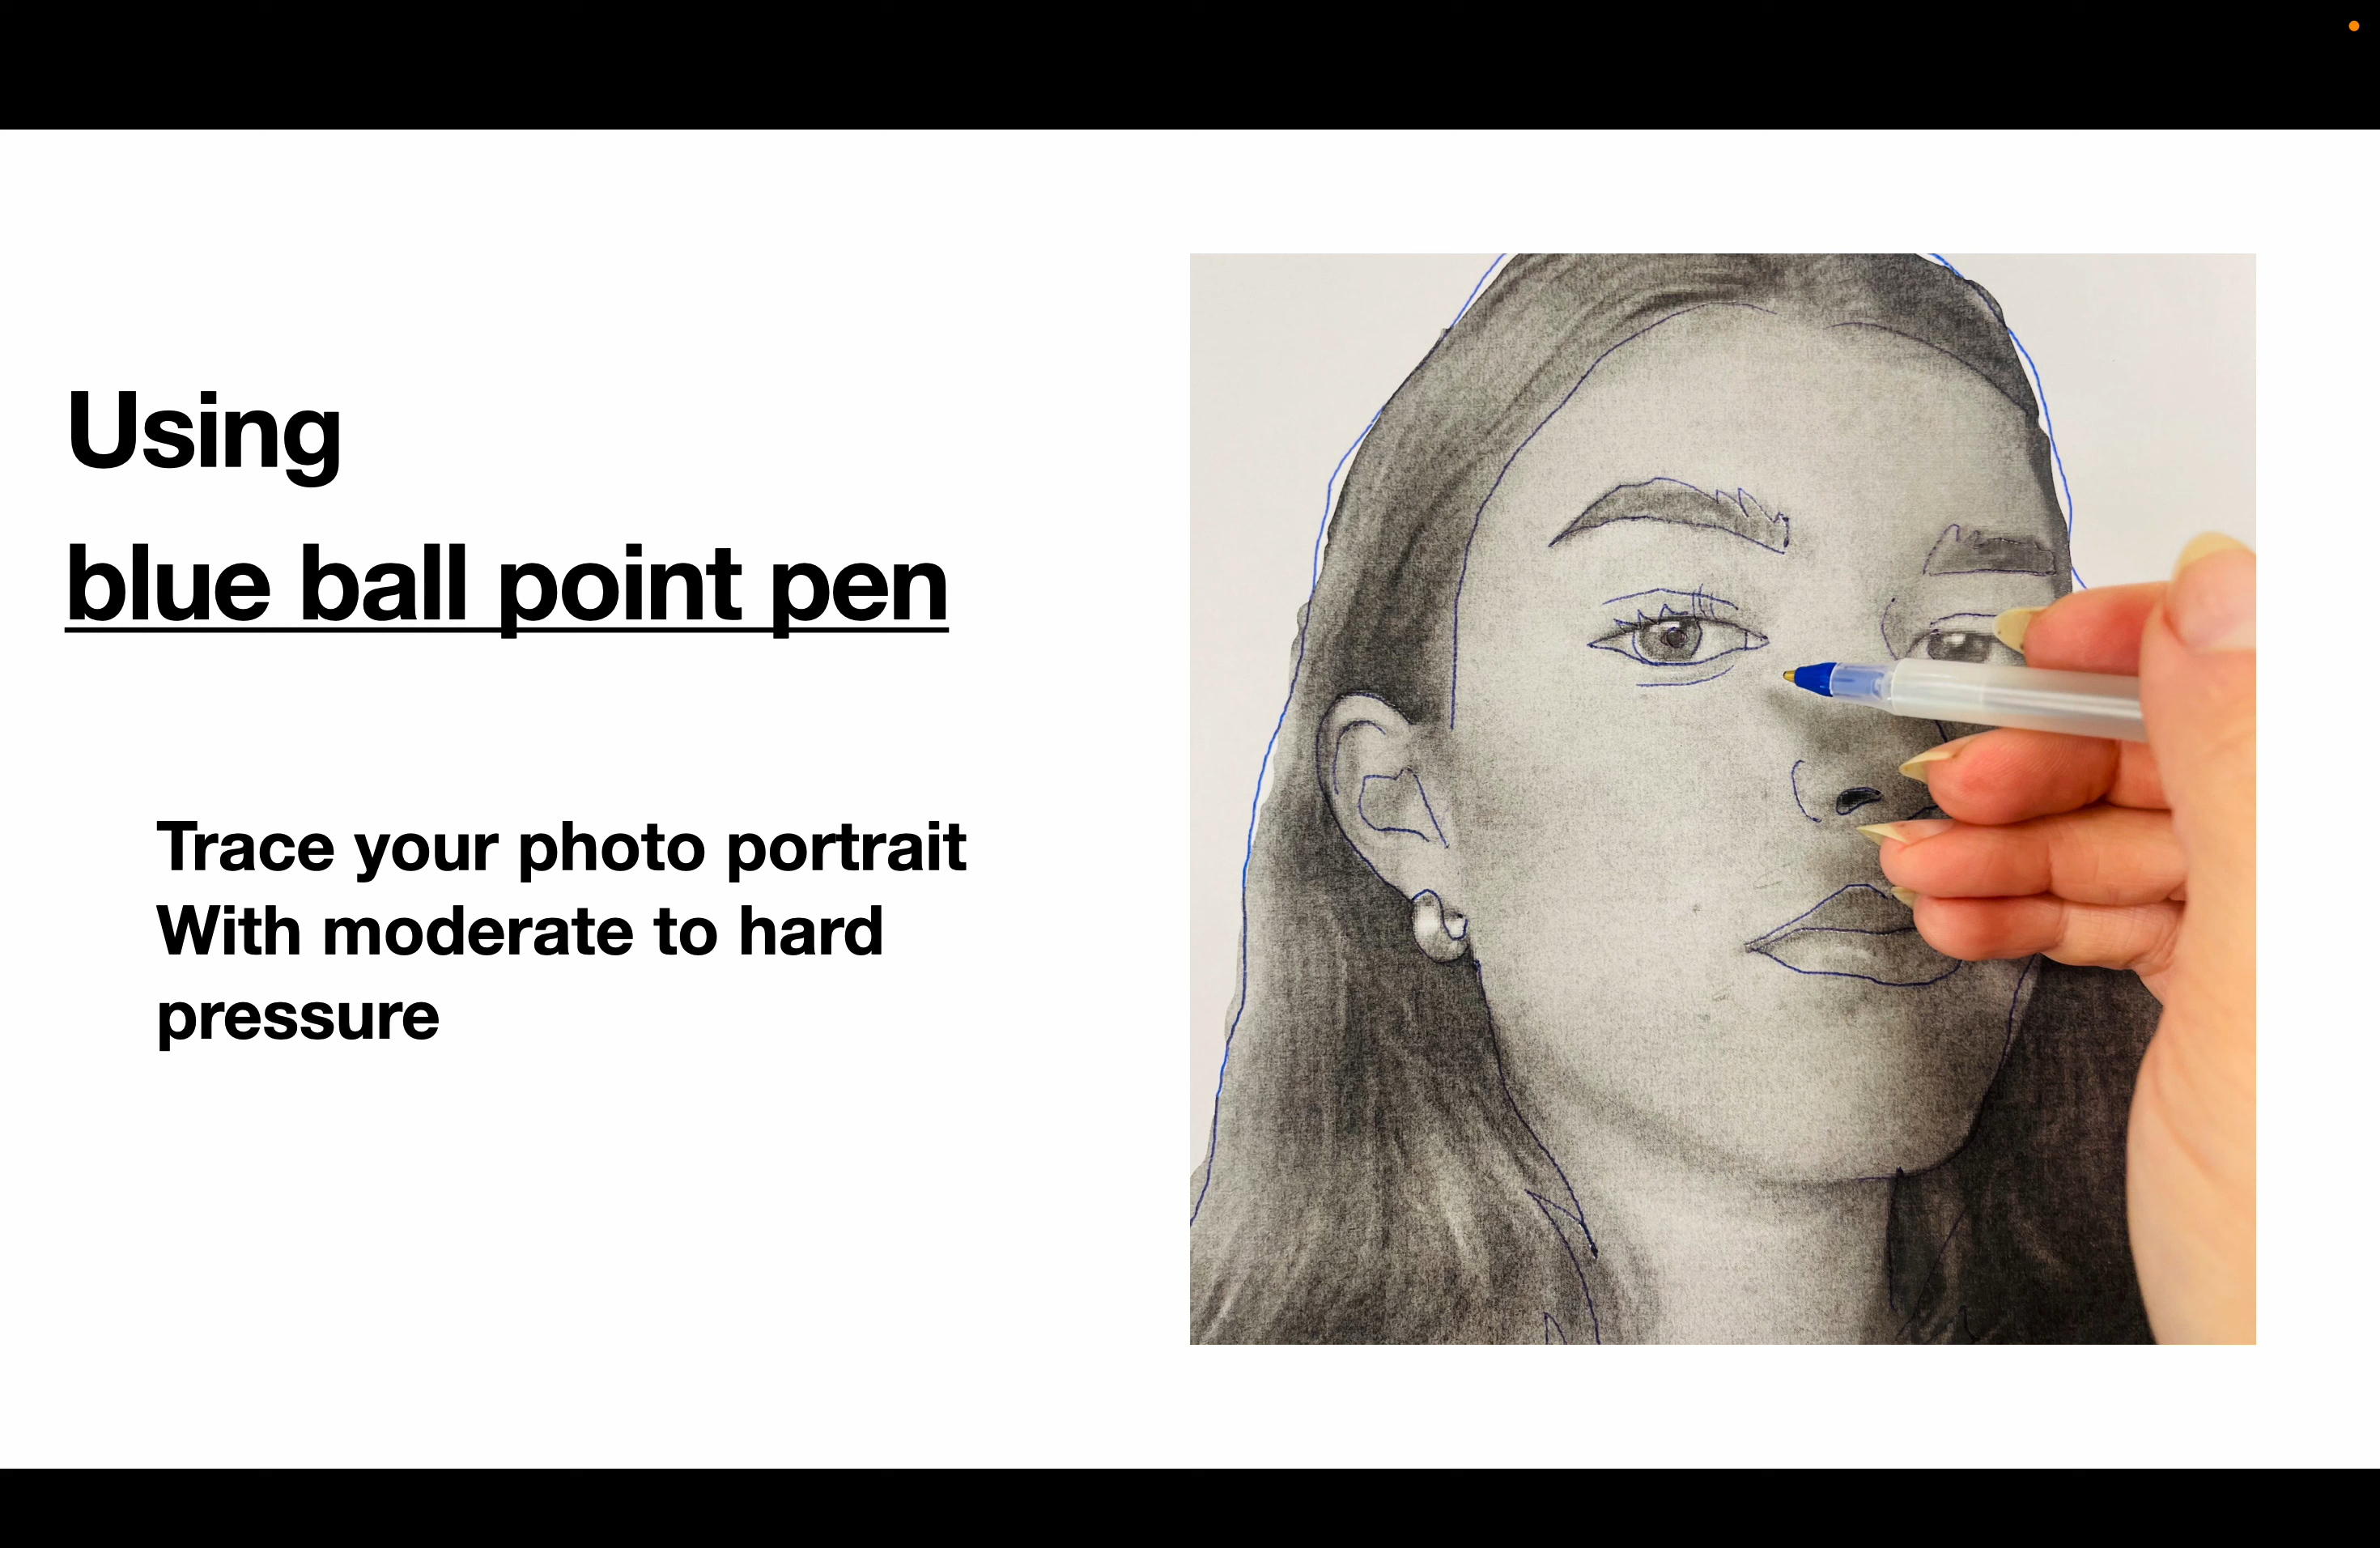 Using
blue ball point pen
Trace your photo portrait
With moderate to hard
pressure